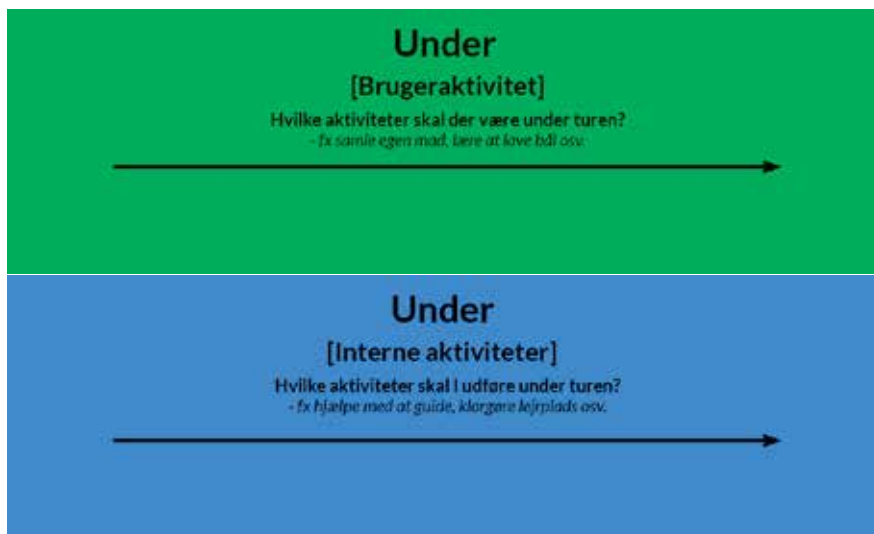 Under
[Brugeraktivitet]
Hvilke aktiviteter skal der være under turen?
- fx samle egen mad, lære at lave bål osv.
Under
[Interne aktiviteter]
Hvilke aktiviteter skal I udføre under turen?
- fx hjælpe med at guide, klargøre lejrplads osv.